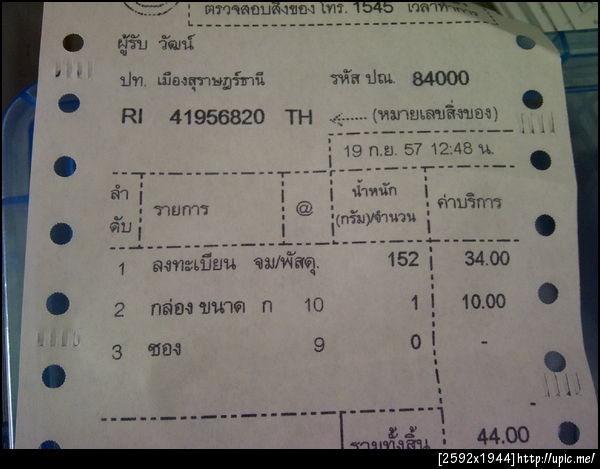 ตรวจสอบสิ่งของ โทร. 1545 เวลาทำ
ผู้รับ วัฒน์
ปท. เมืองสุราษฎร์ธานี รหัส ปณ. 84000
RI 41956820 TH <...... (หมายเลขสิ่งของ)
19 ก.ย. 57 12:48 น.
ลำดับ รายการ @ น้ำหนัก (กรัม)/จำนวน ค่าบริการ
1 ลงทะเบียน จม/พัสดุ. 152 34.00
2 กล่อง ขนาด ก 10 1 10.00
3 ซอง 9 0 -
รวมทั้งสิ้น 44.00
[2592x1944]http://upic.me/